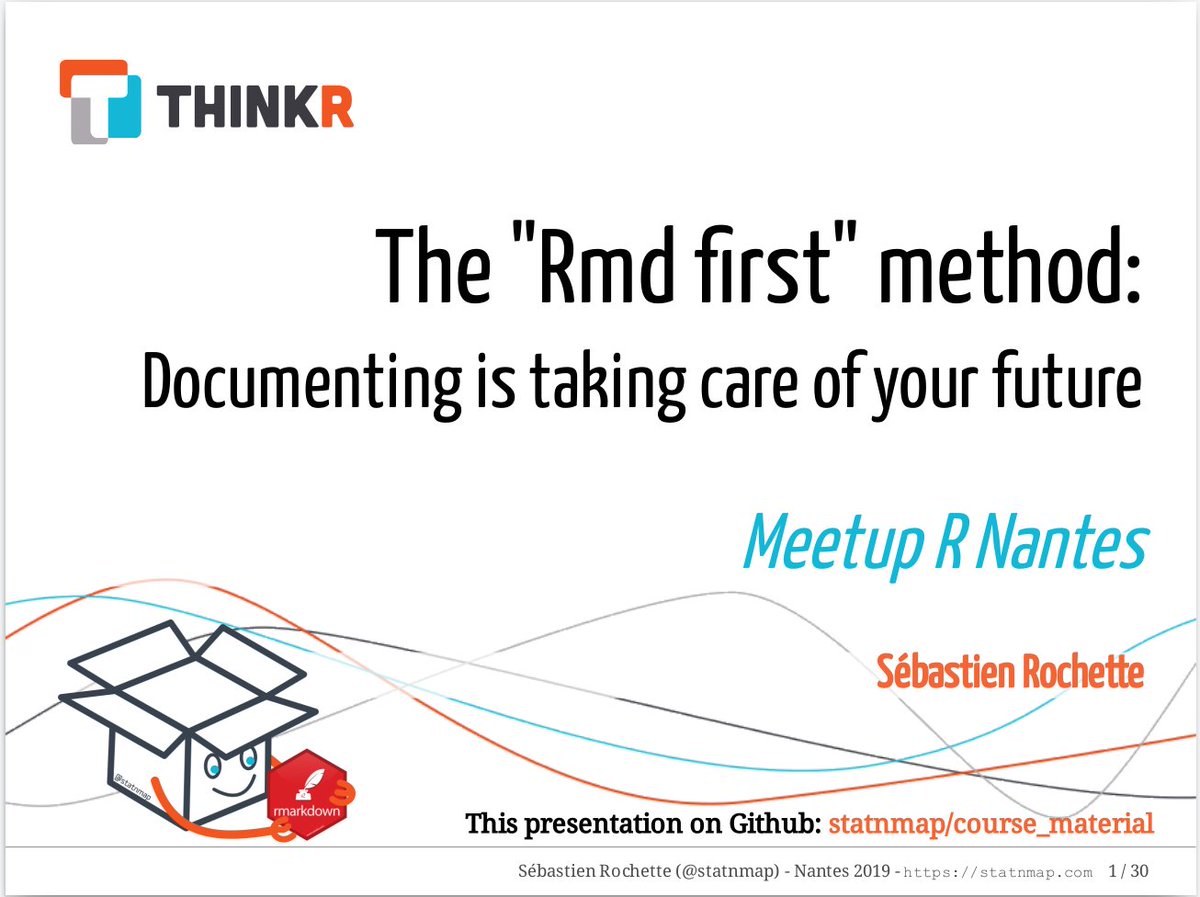 THINKR
The "Rmd first" method:
Documenting is taking care of your future
Meetup R Nantes
Sébastien Rochette
@statnmap
rmarkdown
This presentation on Github: statnmap/course_material
Sébastien Rochette (@statnmap) - Nantes 2019 - https://statnmap.com 1 / 30